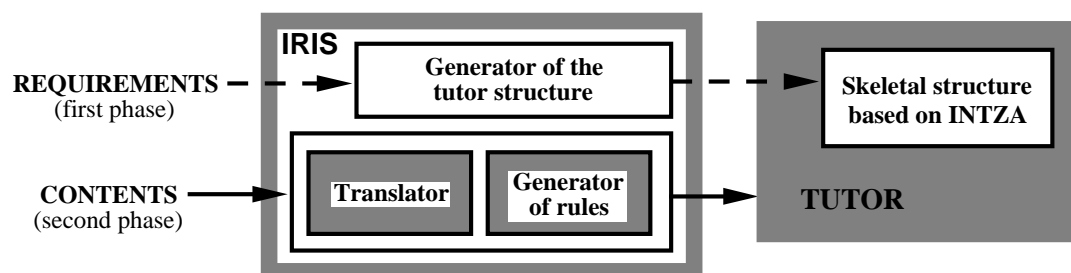 IRIS
REQUIREMENTS
(first phase)
Generator of the
tutor structure
Skeletal structure
based on INTZA
CONTENTS
(second phase)
Translator
Generator
of rules
TUTOR